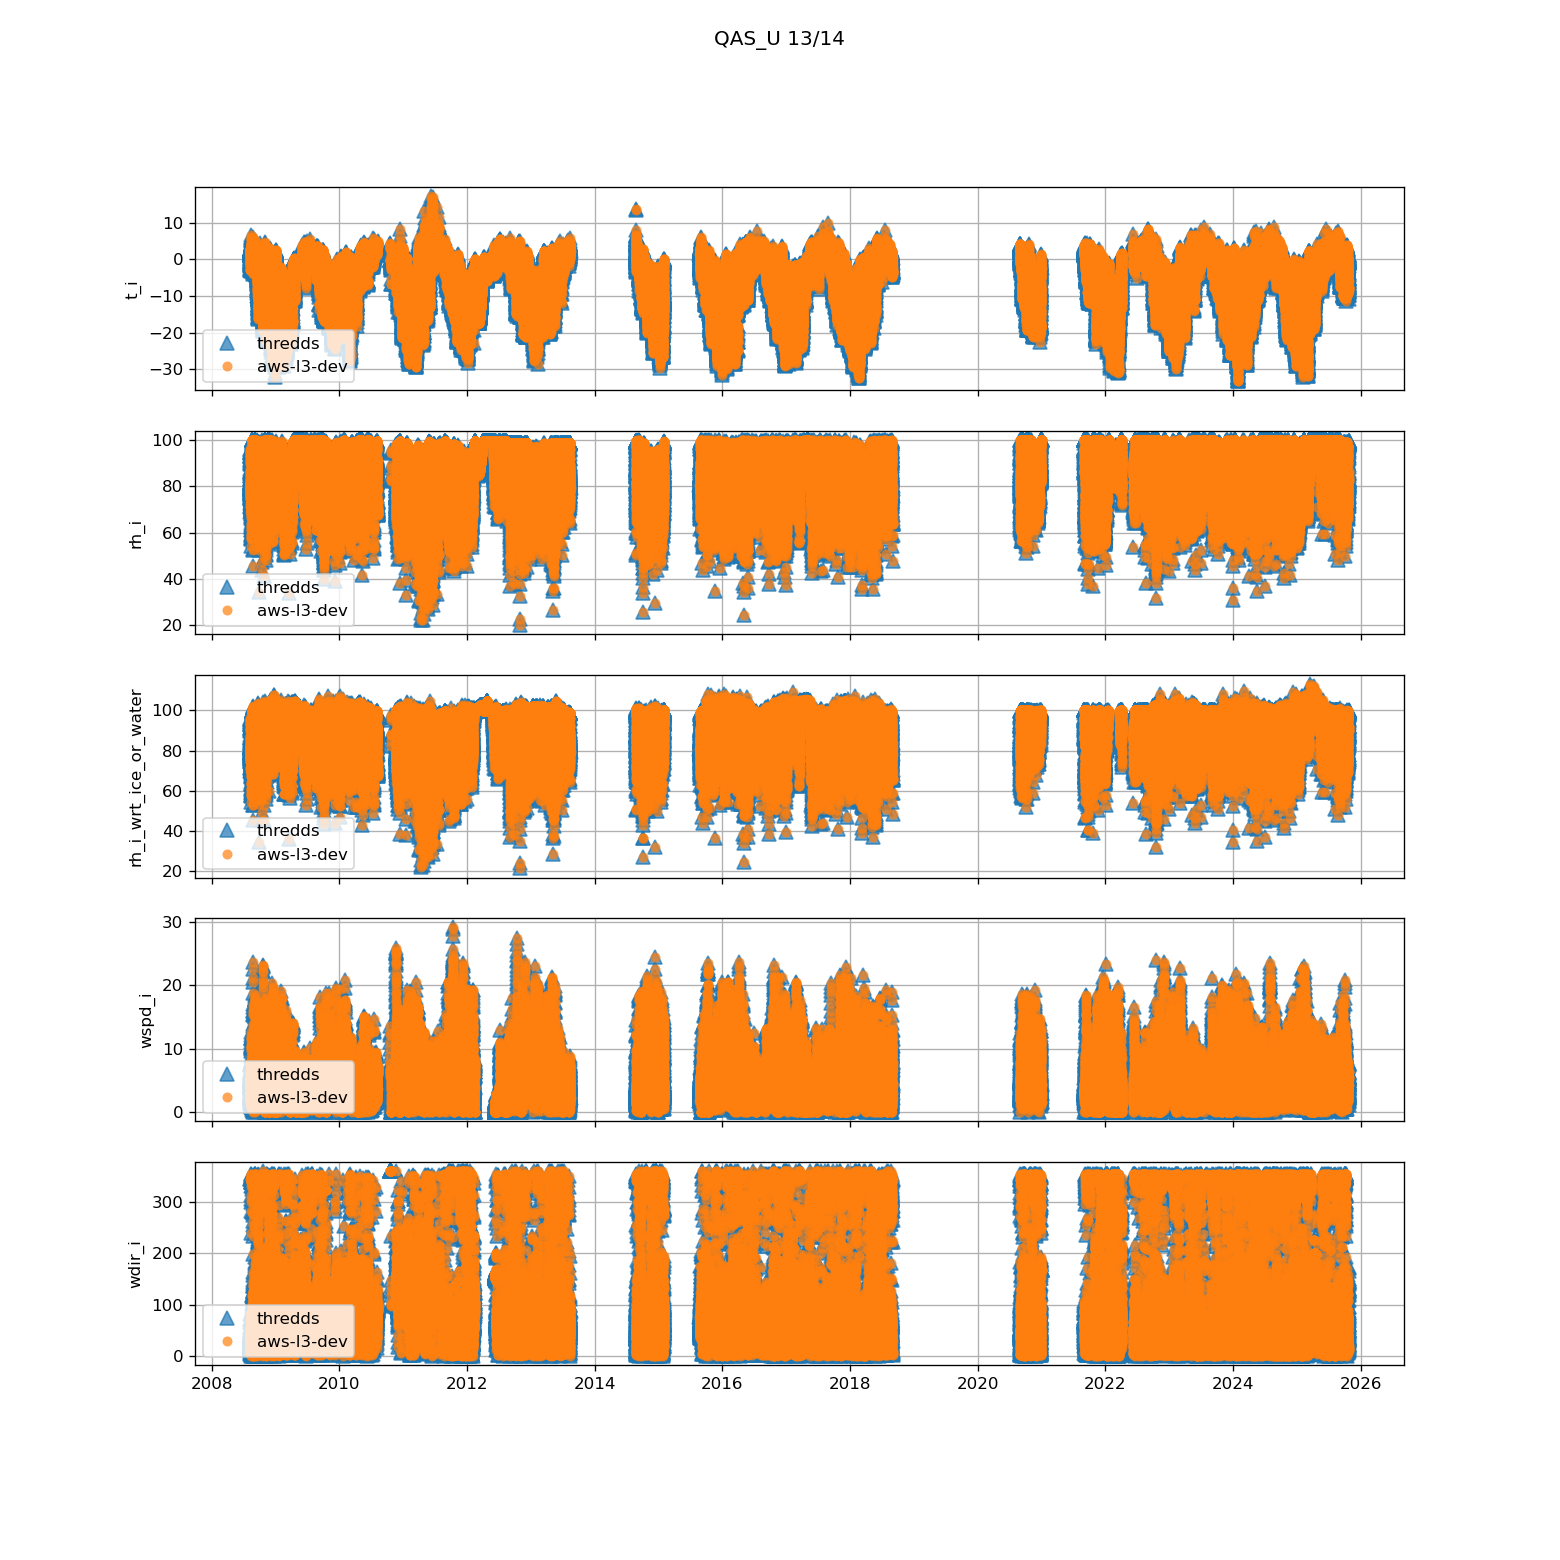 QAS_U 13/14
10
0
−10
−20
−30
t_i
thredds
aws-l3-dev
100
80
60
40
20
rh_i
thredds
aws-l3-dev
100
80
60
40
20
rh_i_wrt_ice_or_water
thredds
aws-l3-dev
30
20
10
0
wspd_i
thredds
aws-l3-dev
300
200
100
0
wdir_i
thredds
aws-l3-dev
2008 2010 2012 2014 2016 2018 2020 2022 2024 2026